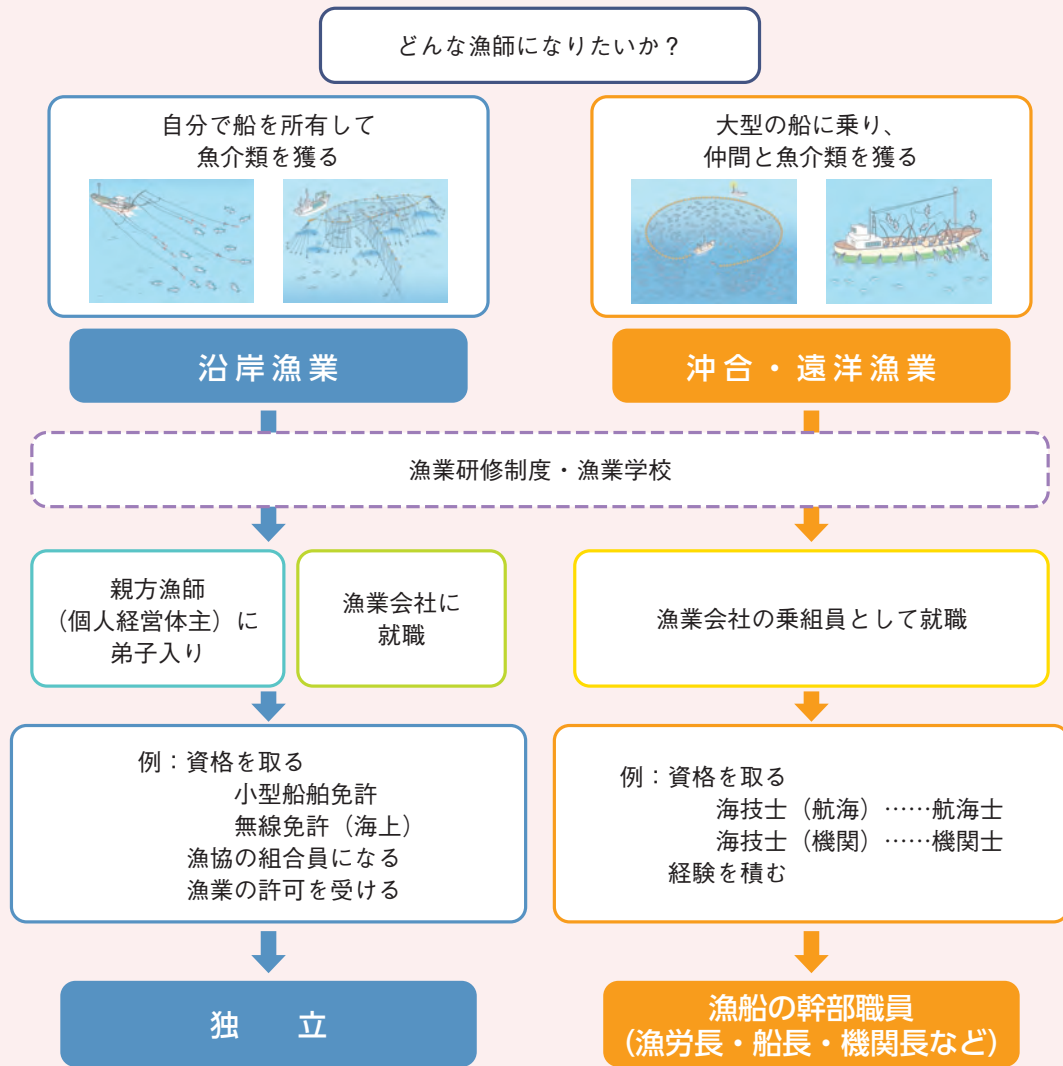 どんな漁師になりたいか？
自分で船を所有して
魚介類を獲る
大型の船に乗り、
仲間と魚介類を獲る
沿岸漁業
沖合・遠洋漁業
漁業研修制度・漁業学校
親方漁師
（個人経営体主）に
弟子入り
漁業会社に
就職
漁業会社の乗組員として就職
例：資格を取る
小型船舶免許
無線免許（海上）
漁協の組合員になる
漁業の許可を受ける
例：資格を取る
海技士（航海）……航海士
海技士（機関）……機関士
経験を積む
独　立
漁船の幹部職員
（漁労長・船長・機関長など）